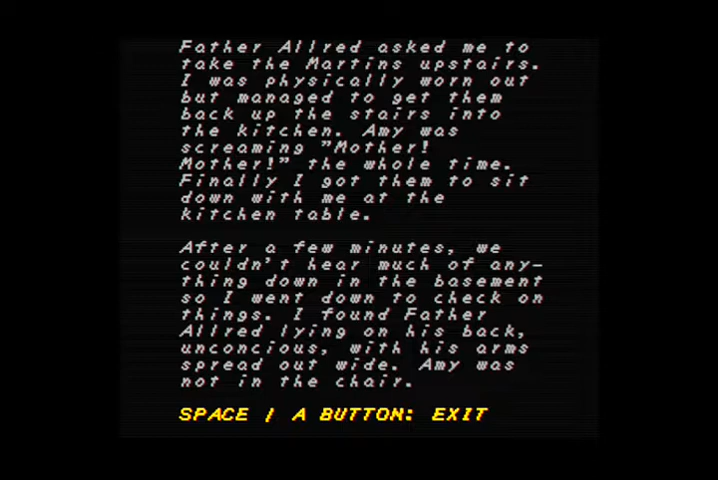 Father Allred asked me to
take the Martins upstairs.
I was physically worn out
but managed to get them
back up the stairs into
the kitchen. Amy was
screaming "Mother!
Mother!" the whole time.
Finally I got them to sit
down with me at the
kitchen table.
After a few minutes, we
couldn't hear much of any-
thing down in the basement
so I went down to check on
things. I found Father
Allred lying on his back,
unconcious, with his arms
spread out wide. Amy was
not in the chair.
SPACE / A BUTTON: EXIT